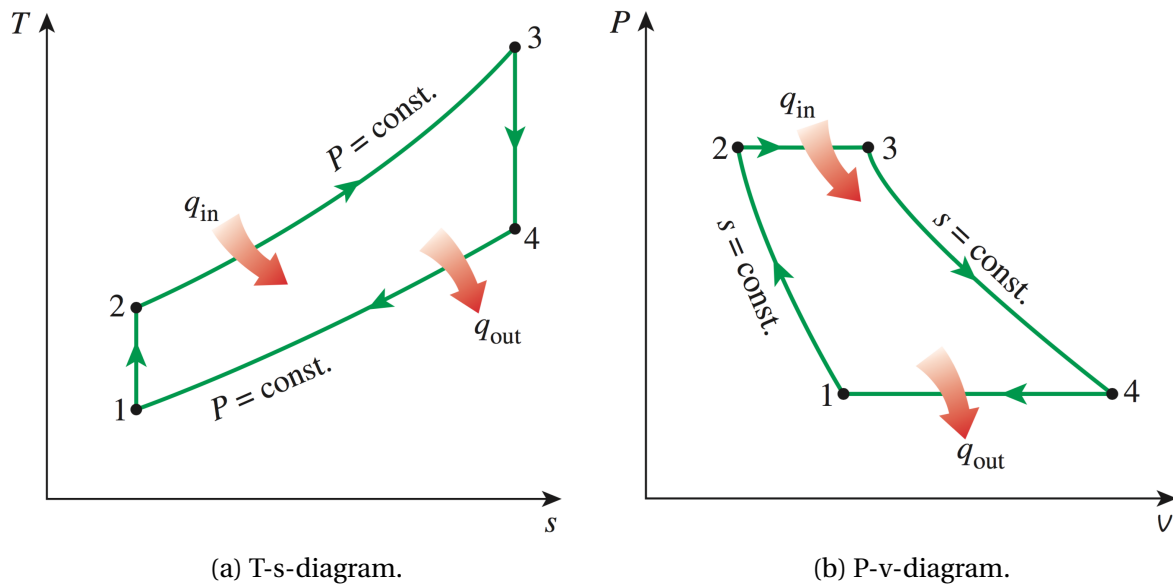 T
3
P = const.
q_in
4
2
q_out
P = const.
1
s
(a) T-s-diagram.
P
q_in
2
3
s = const.
s = const.
1
4
q_out
v
(b) P-v-diagram.